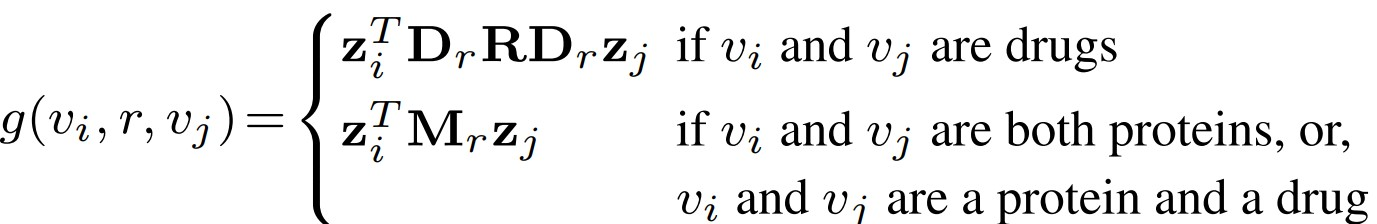 g(v_i, r, v_j) = { z_i^T D_r R D_r z_j if v_i and v_j are drugs
z_i^T M_r z_j if v_i and v_j are both proteins, or,
v_i and v_j are a protein and a drug